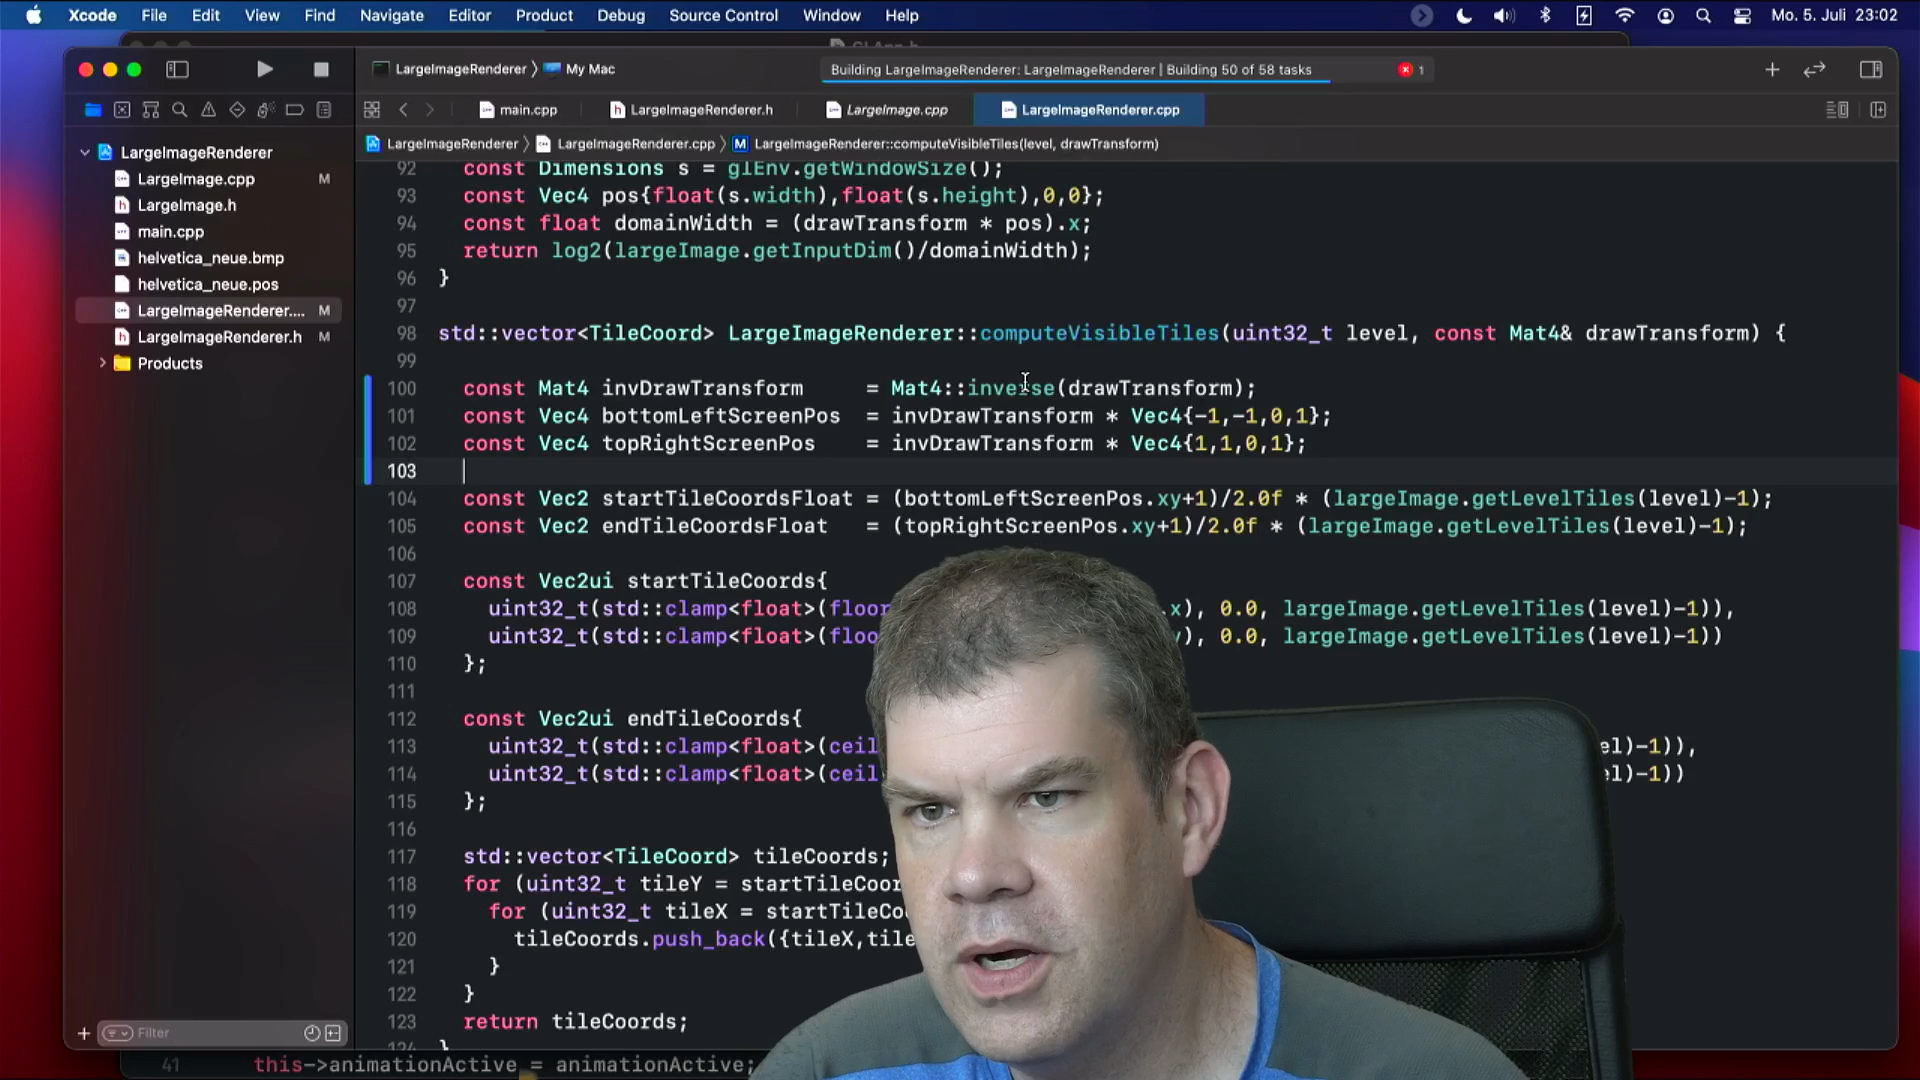 Xcode File Edit View Find Navigate Editor Product Debug Source Control Window Help Mo. 5. Juli 23:02
LargeImageRenderer 〉 My Mac
Building LargeImageRenderer: LargeImageRenderer | Building 50 of 58 tasks 1
main.cpp LargeImageRenderer.h LargeImage.cpp LargeImageRenderer.cpp
LargeImageRenderer 〉 LargeImageRenderer.cpp 〉 M LargeImageRenderer::computeVisibleTiles(level, drawTransform)
LargeImageRenderer
LargeImage.cpp M
LargeImage.h
main.cpp
helvetica_neue.bmp
helvetica_neue.pos
LargeImageRenderer.... M
LargeImageRenderer.h M
Products
Filter
92 const Dimensions s = glEnv.getWindowSize();
93 const Vec4 pos{float(s.width),float(s.height),0,0};
94 const float domainWidth = (drawTransform * pos).x;
95 return log2(largeImage.getInputDim()/domainWidth);
96 }
97
98 std::vector<TileCoord> LargeImageRenderer::computeVisibleTiles(uint32_t level, const Mat4& drawTransform) {
99
100 const Mat4 invDrawTransform = Mat4::inverse(drawTransform);
101 const Vec4 bottomLeftScreenPos = invDrawTransform * Vec4{-1,-1,0,1};
102 const Vec4 topRightScreenPos = invDrawTransform * Vec4{1,1,0,1};
103
104 const Vec2 startTileCoordsFloat = (bottomLeftScreenPos.xy+1)/2.0f * (largeImage.getLevelTiles(level)-1);
105 const Vec2 endTileCoordsFloat = (topRightScreenPos.xy+1)/2.0f * (largeImage.getLevelTiles(level)-1);
106
107 const Vec2ui startTileCoords{
108 uint32_t(std::clamp<float>(floor .x), 0.0, largeImage.getLevelTiles(level)-1)),
109 uint32_t(std::clamp<float>(floo ), 0.0, largeImage.getLevelTiles(level)-1))
110 };
111
112 const Vec2ui endTileCoords{
113 uint32_t(std::clamp<float>(ceil el)-1)),
114 uint32_t(std::clamp<float>(ceil el)-1))
115 };
116
117 std::vector<TileCoord> tileCoords;
118 for (uint32_t tileY = startTileCoor
119 for (uint32_t tileX = startTileCo
120 tileCoords.push_back({tileX,tile
121 }
122 }
123 return tileCoords;
41 this->animationActive = animationActive;